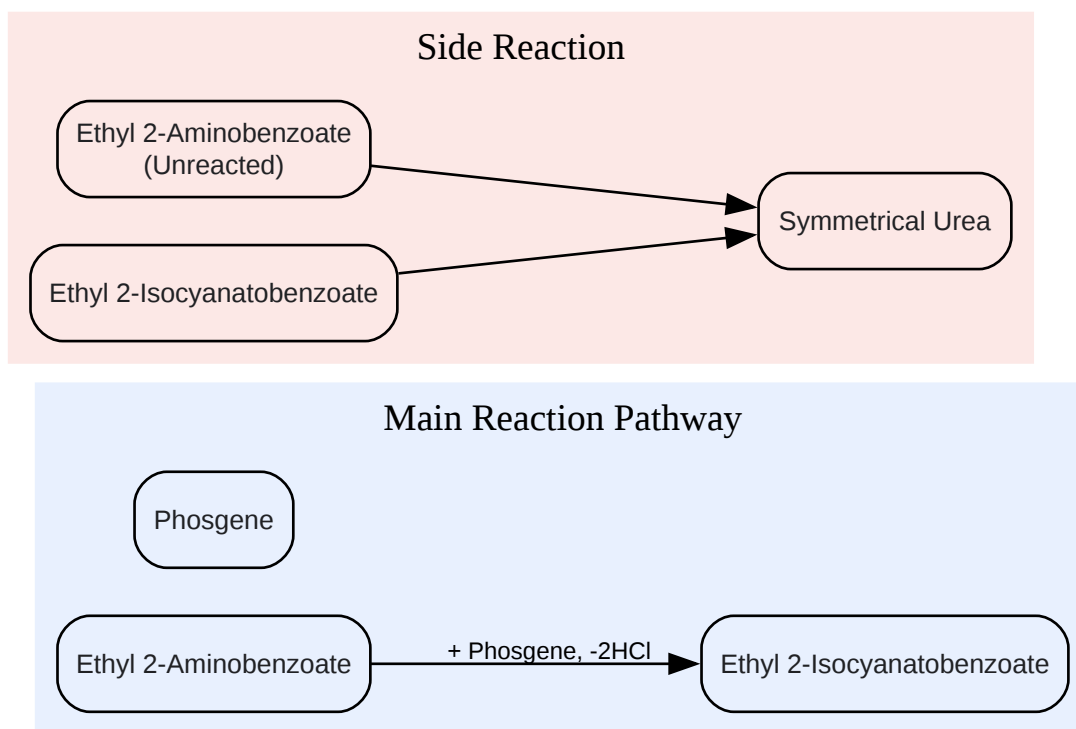 Side Reaction
Ethyl 2-Aminobenzoate
(Unreacted)
Symmetrical Urea
Ethyl 2-Isocyanatobenzoate
Main Reaction Pathway
Phosgene
Ethyl 2-Aminobenzoate
+ Phosgene, -2HCl
Ethyl 2-Isocyanatobenzoate